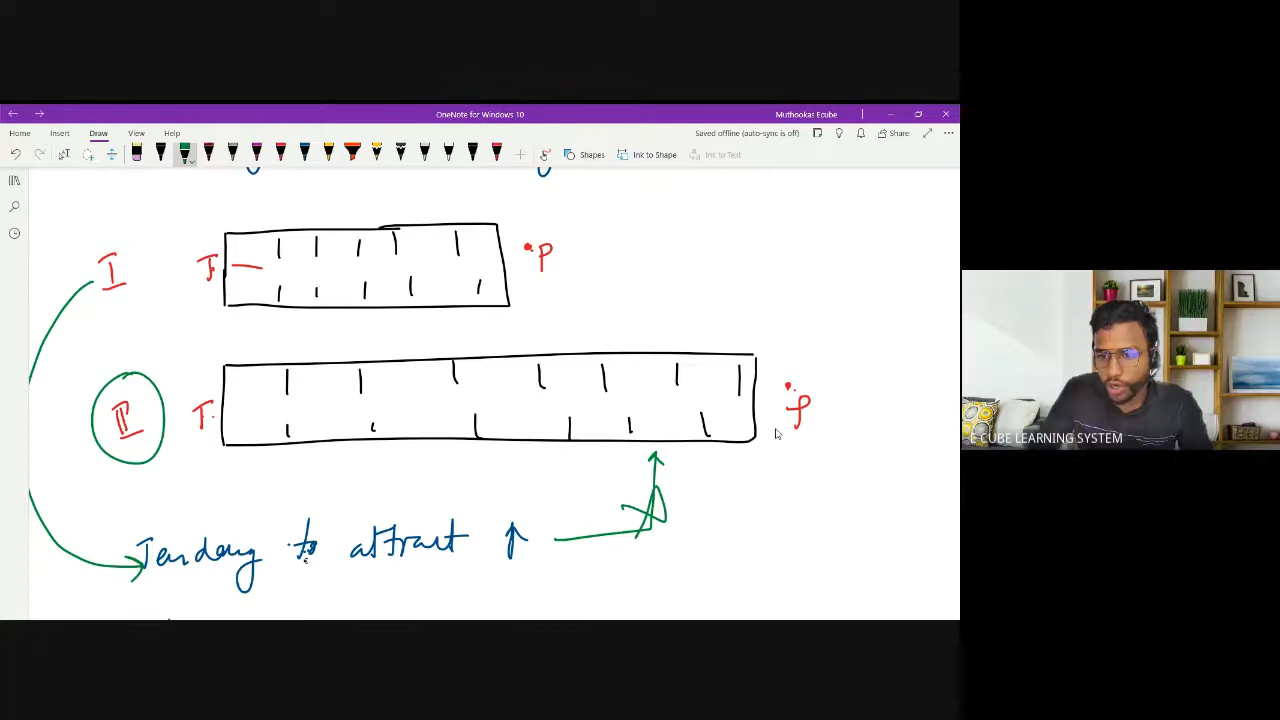 OneNote for Windows 10
Muthookas Ecube
Home Insert Draw View Help
Saved offline (auto-sync is off)
Share
Shapes
Ink to Shape
Ink to Text
I
F
P
II
F
P
E CUBE LEARNING SYSTEM
Tendency to attract ↑